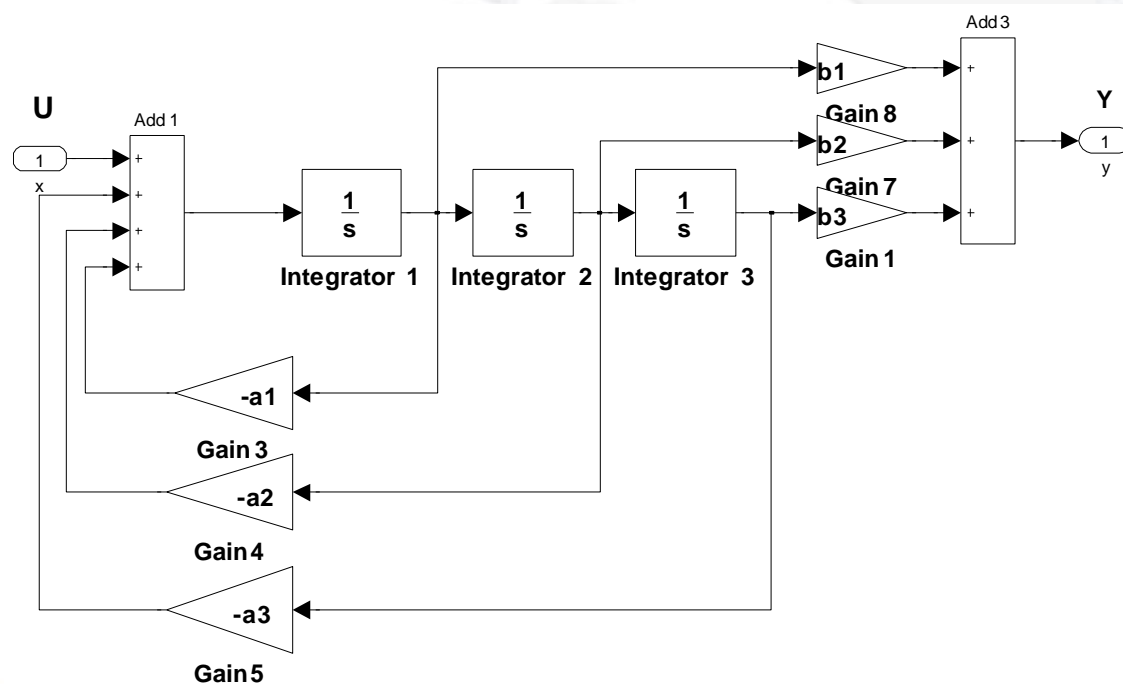 Add 3
b1
U
Y
Add 1
Gain 8
1
+
+
b2
+
1
x
y
+
+
1
s
1
s
1
s
Gain 7
b3
+
+
Integrator 1
Integrator 2
Integrator 3
Gain 1
-a1
Gain 3
-a2
Gain 4
-a3
Gain 5